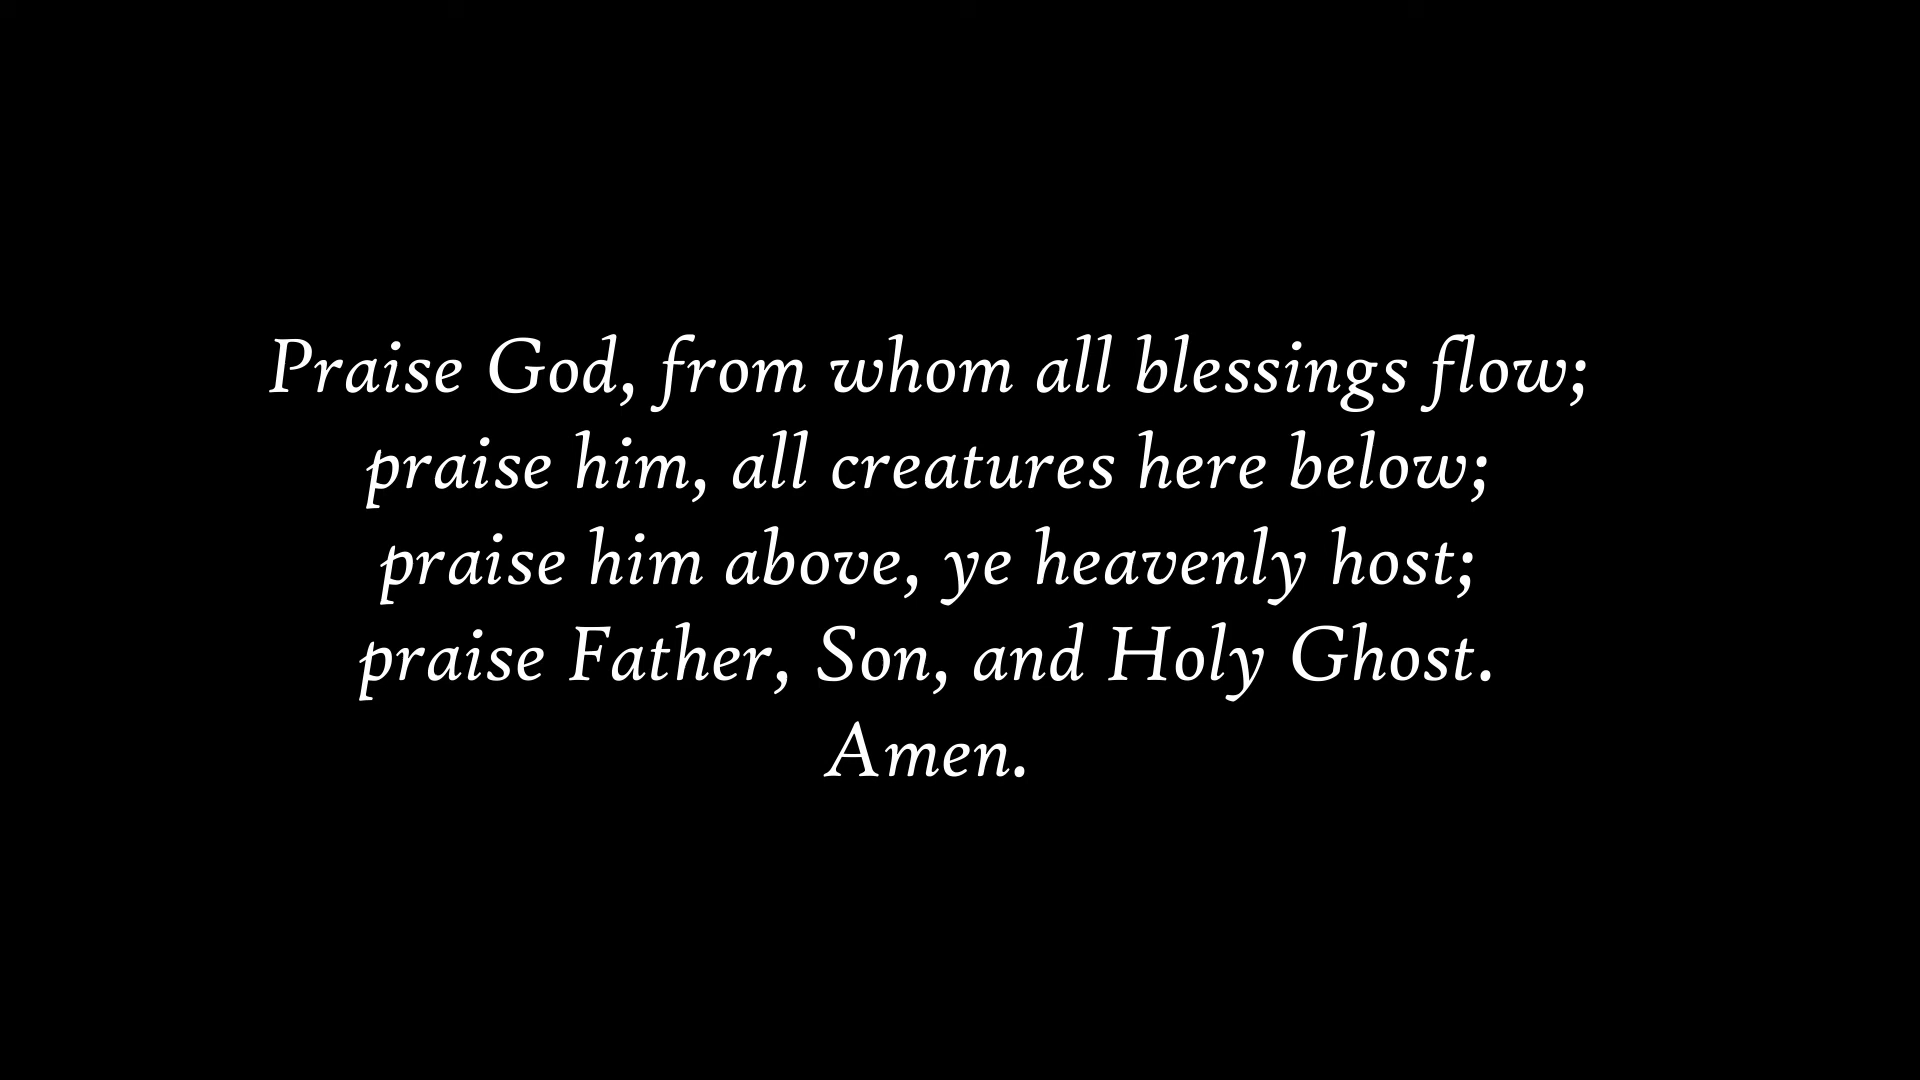 Praise God, from whom all blessings flow;
praise him, all creatures here below;
praise him above, ye heavenly host;
praise Father, Son, and Holy Ghost.
Amen.